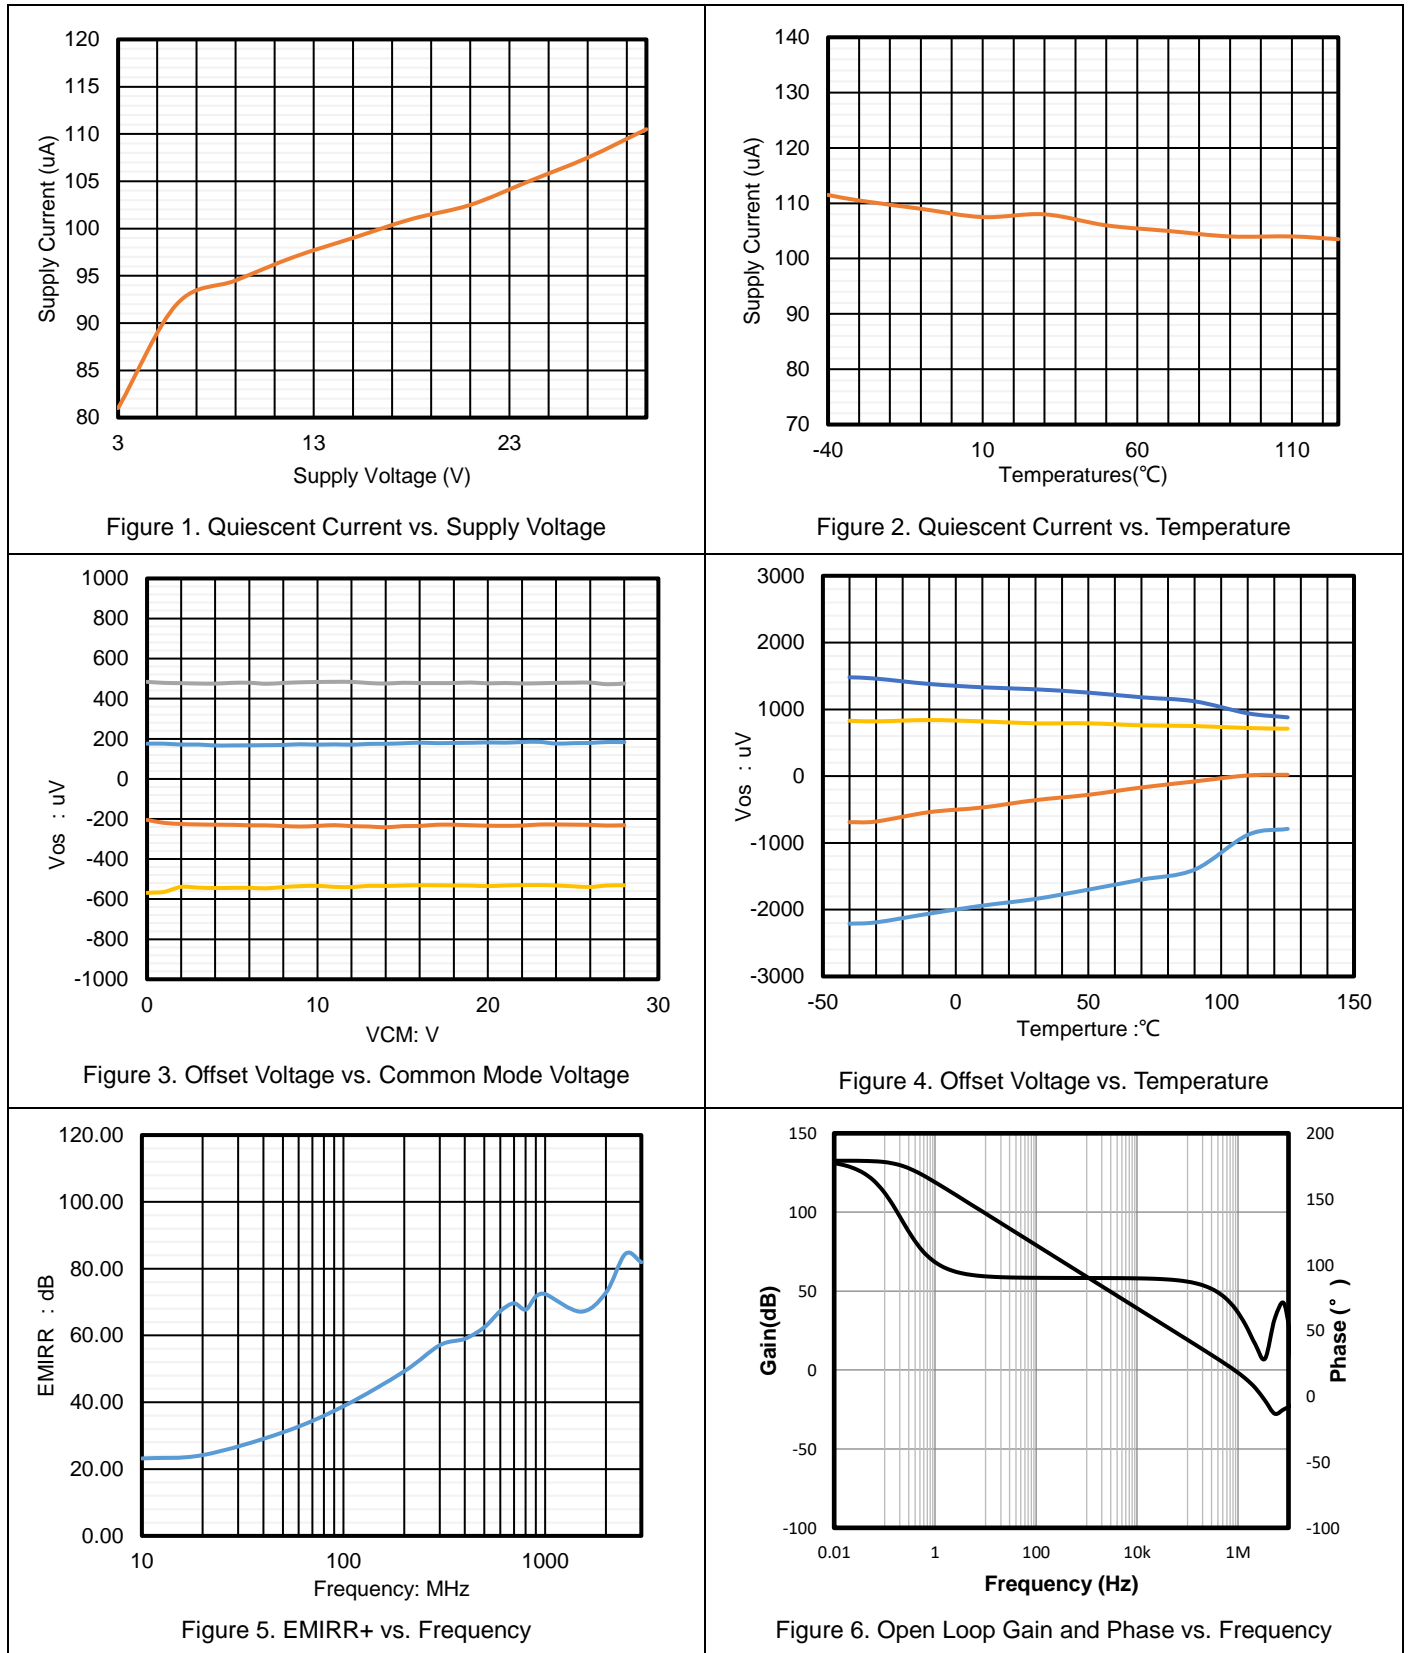 120
115
110
105
100
95
90
85
80
Supply Current (uA)
3 13 23
Supply Voltage (V)
Figure 1. Quiescent Current vs. Supply Voltage
140
130
120
110
100
90
80
70
Supply Current (uA)
-40 10 60 110
Temperatures(℃)
Figure 2. Quiescent Current vs. Temperature
1000
800
600
400
200
0
-200
-400
-600
-800
-1000
Vos : uV
0 10 20 30
VCM: V
Figure 3. Offset Voltage vs. Common Mode Voltage
3000
2000
1000
0
-1000
-2000
-3000
Vos : uV
-50 0 50 100 150
Temperture :℃
Figure 4. Offset Voltage vs. Temperature
120.00
100.00
80.00
60.00
40.00
20.00
0.00
EMIRR : dB
10 100 1000
Frequency: MHz
Figure 5. EMIRR+ vs. Frequency
150
100
50
0
-50
-100
Gain(dB)
200
150
100
50
0
-50
-100
Phase (° )
0.01 1 100 10k 1M
Frequency (Hz)
Figure 6. Open Loop Gain and Phase vs. Frequency